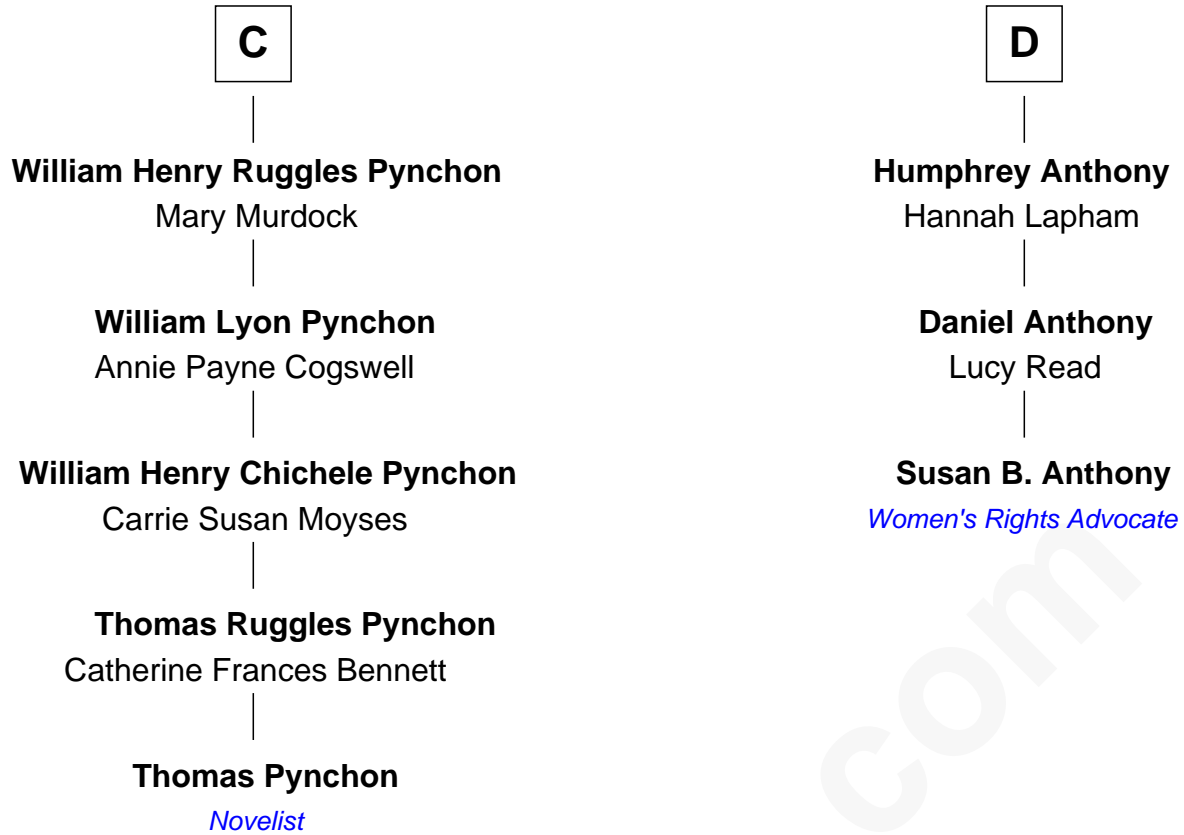 C
William Henry Ruggles Pynchon
Mary Murdock
William Lyon Pynchon
Annie Payne Cogswell
William Henry Chichele Pynchon
Carrie Susan Moyses
Thomas Ruggles Pynchon
Catherine Frances Bennett
Thomas Pynchon
Novelist
D
Humphrey Anthony
Hannah Lapham
Daniel Anthony
Lucy Read
Susan B. Anthony
Women's Rights Advocate
com